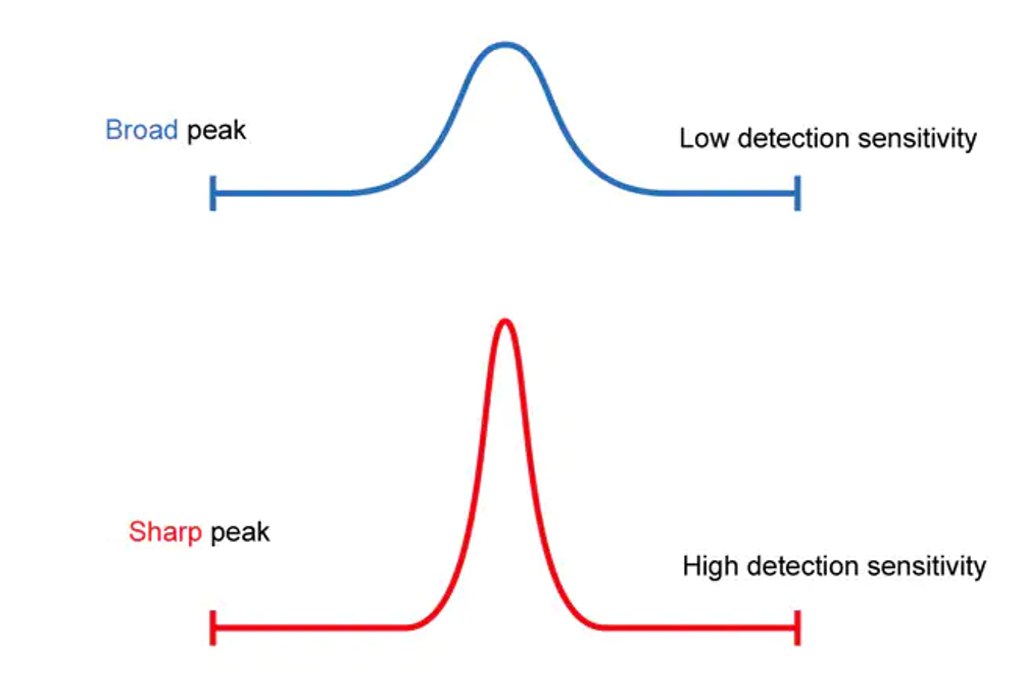 Broad peak
Low detection sensitivity
Sharp peak
High detection sensitivity